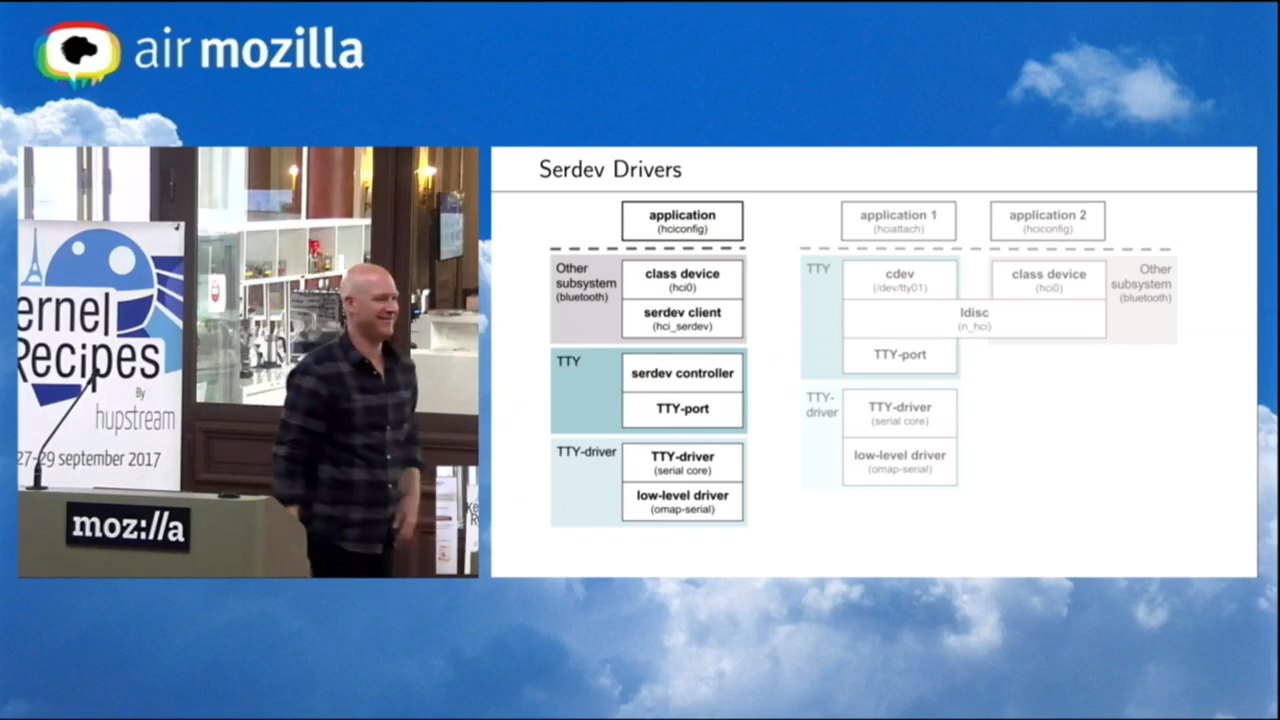 air mozilla
ernel
Recipes
By
hupstream
27-29 september 2017
moz://a
Serdev Drivers
application
(hciconfig)
Other
subsystem
(bluetooth)
class device
(hci0)
serdev client
(hci_serdev)
TTY
serdev controller
TTY-port
TTY-driver
TTY-driver
(serial core)
low-level driver
(omap-serial)
application 1
(hciattach)
application 2
(hciconfig)
TTY
cdev
(/dev/tty01)
class device
(hci0)
Other
subsystem
(bluetooth)
ldisc
(n_hci)
TTY-port
TTY-
driver
TTY-driver
(serial core)
low-level driver
(omap-serial)